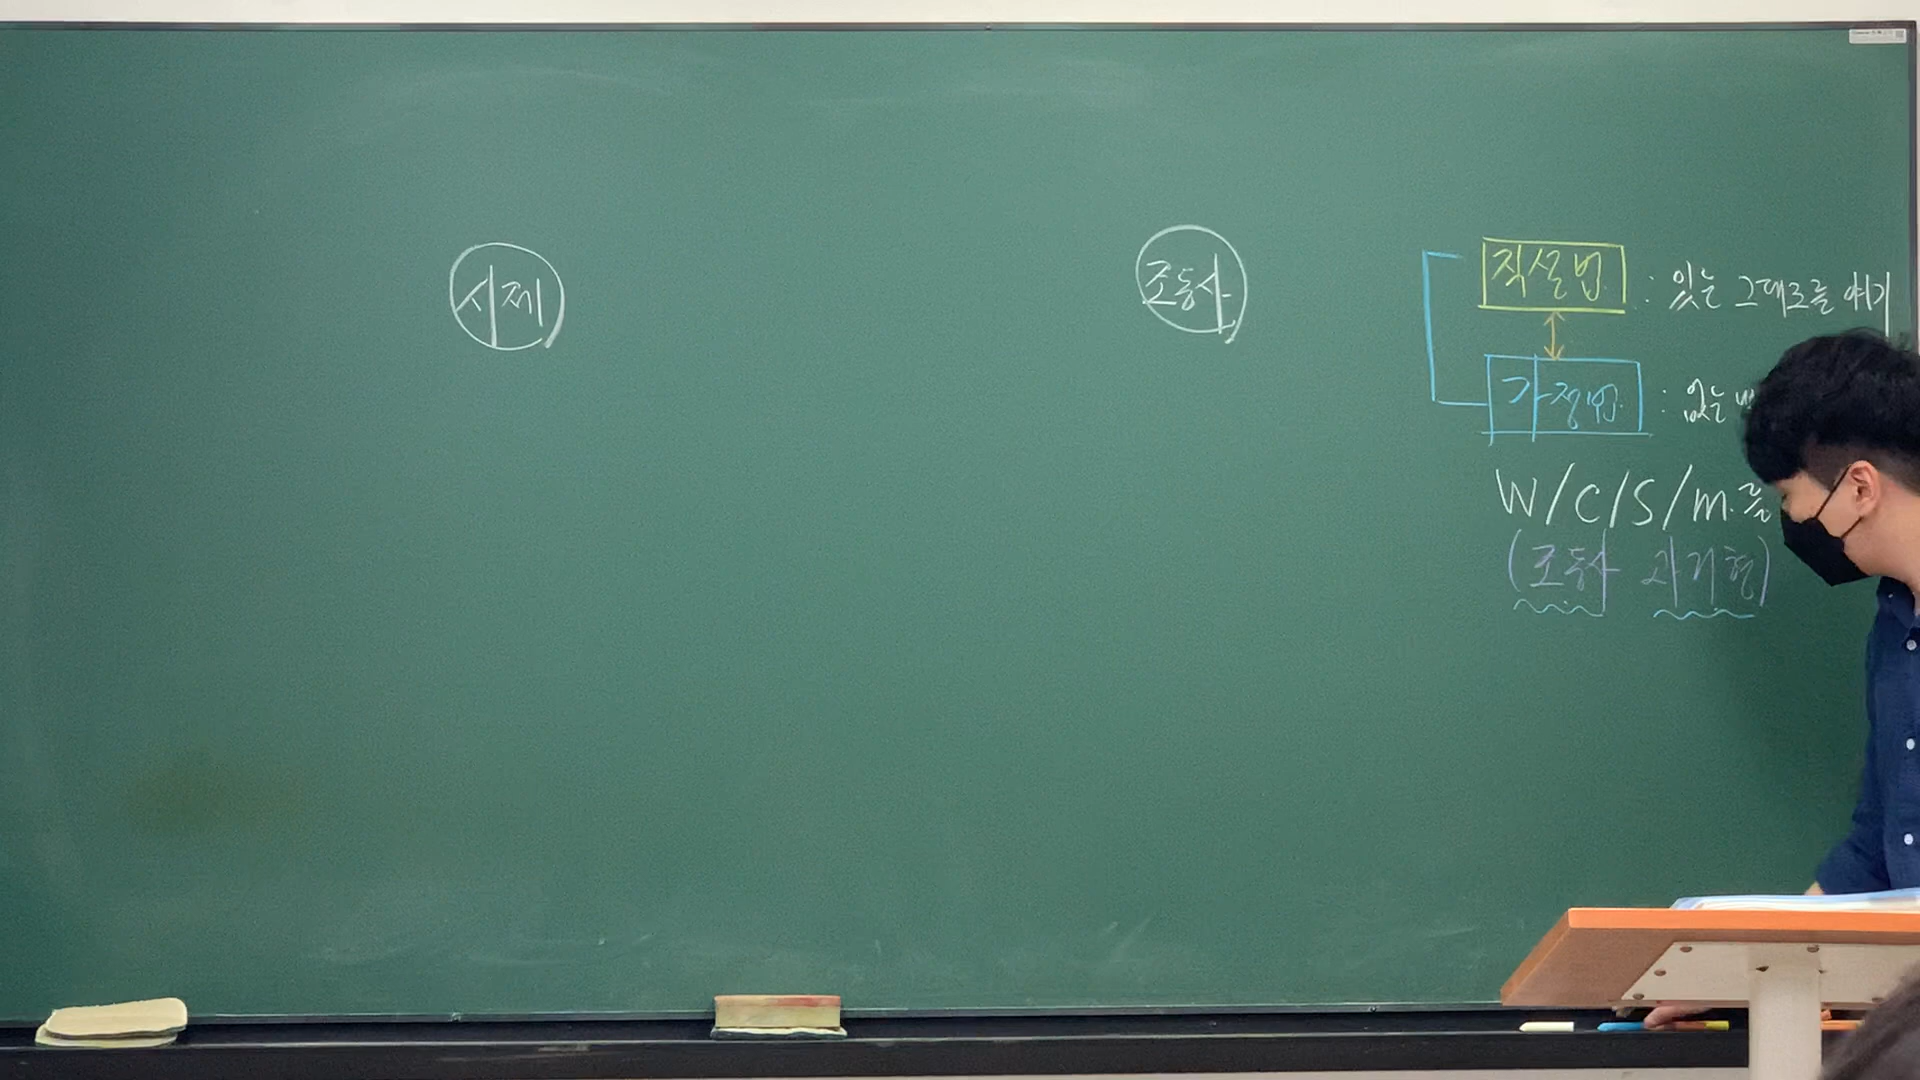 시제
조동사
직설법 : 있는 그대로를 얘기
가정법 : 없는
W/C/S/m.를
(조동사 과거형)